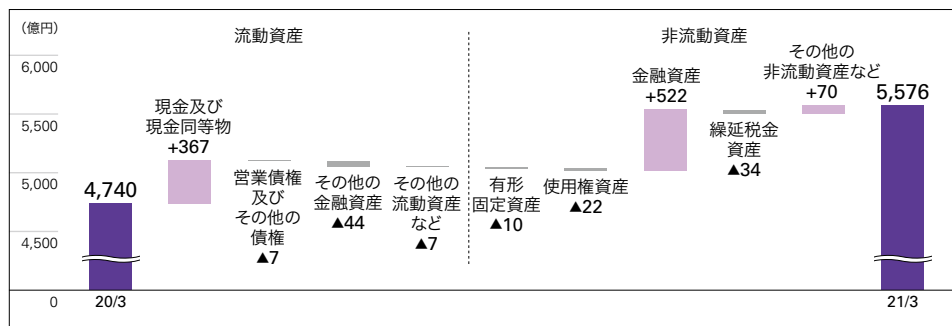 （億円）
流動資産
非流動資産
6,000
5,500
5,000
4,500
0
4,740
20/3
現金及び
現金同等物
+367
営業債権
及び
その他の
債権
▲7
その他の
金融資産
▲44
その他の
流動資産
など
▲7
有形
固定資産
▲10
使用権資産
▲22
金融資産
+522
繰延税金
資産
▲34
その他の
非流動資産など
+70
5,576
21/3